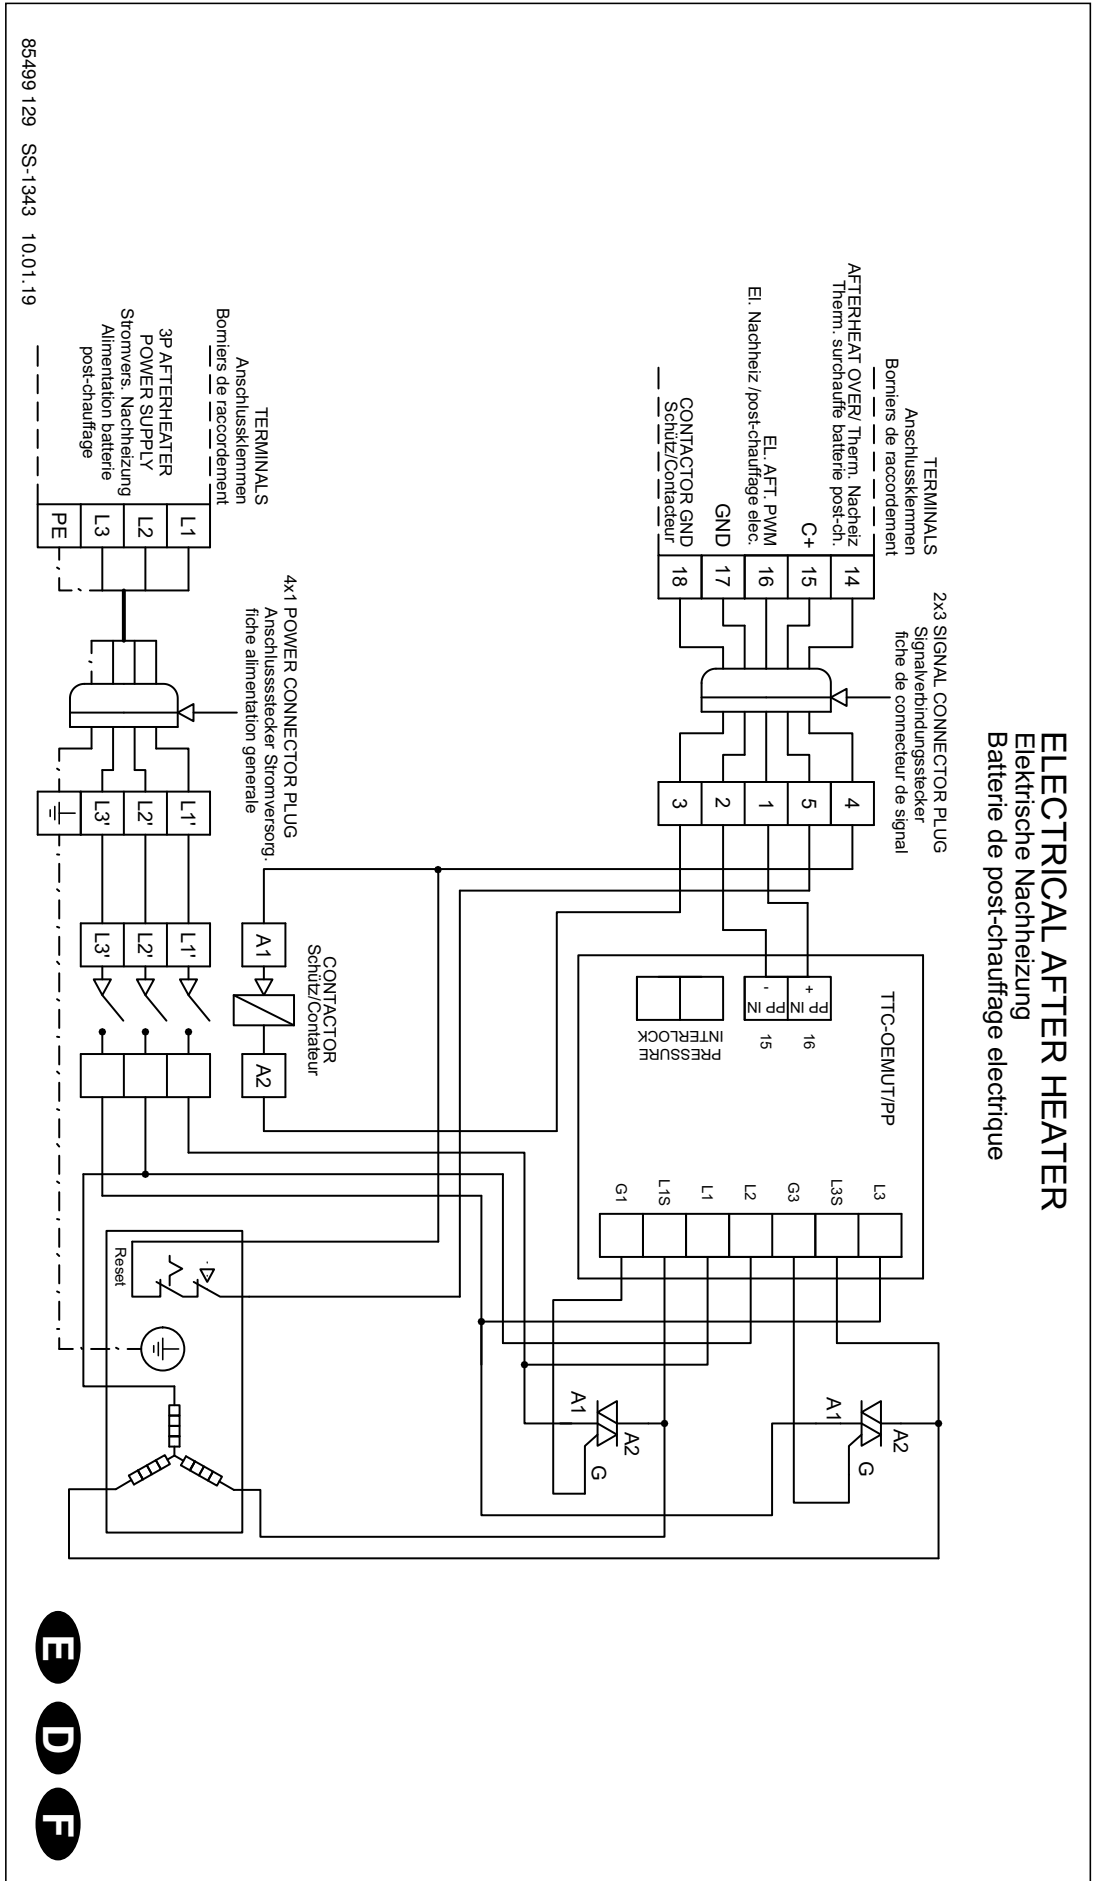 ELECTRICAL AFTER HEATER
Elektrische Nachheizung
Batterie de post-chauffage electrique
TERMINALS
Anschlussklemmen
Borniers de raccordement
2x3 SIGNAL CONNECTOR PLUG
Signalverbindungsstecker
fiche de connecteur de signal
AFTERHEAT OVER/ Therm. Nacheiz
Therm. surchauffe batterie post-ch.
C+
EL. AFT. PWM
El. Nachheiz /post-chauffage elec.
GND
CONTACTOR GND
Schütz/Contacteur
14
15
16
17
18
4
5
1
2
3
TTC-OEMUT/PP
+ PP IN
- PP IN
16
15
PRESSURE
INTERLOCK
L3
L3S
G3
L2
L1
L1S
G1
A1
A2
G
A1
A2
G
CONTACTOR
Schütz/Contateur
A1
A2
4x1 POWER CONNECTOR PLUG
Anschlussstecker Stromversorg.
fiche alimentation generale
TERMINALS
Anschlussklemmen
Borniers de raccordement
3P AFTERHEATER
POWER SUPPLY
Stromvers. Nachheizung
Alimentation batterie
post-chauffage
L1
L2
L3
PE
L1'
L2'
L3'
L1'
L2'
L3'
Reset
85499 129 SS-1343 10.01.19
E D F